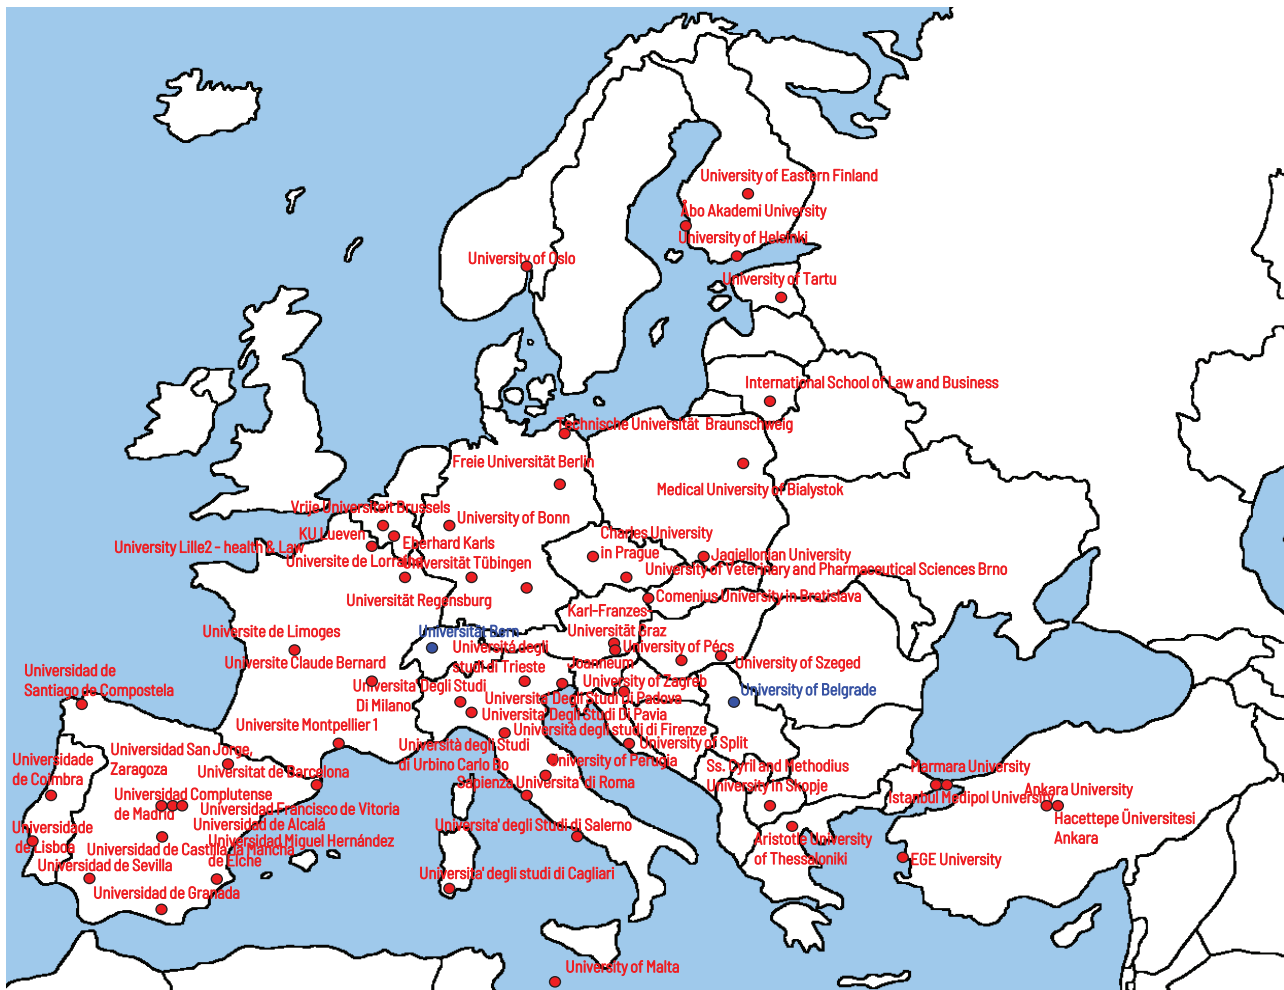 University of Eastern Finland
Åbo Akademi University
University of Helsinki
University of Oslo
University of Tartu
International School of Law and Business
Technische Universität Braunschweig
Freie Universität Berlin
Medical University of Bialystok
Vrije Universiteit Brussels
University of Bonn
KU Lueven
Eberhard Karls
Universität Tübingen
Charles University
in Prague
University Lille2 - health & Law
Universite de Lorraine
Jagiellonian University
University of Veterinary and Pharmaceutical Sciences Brno
Universität Regensburg
Comenius University in Bratislava
Karl-Franzes-
Universität Braz
Universite de Limoges
Universität Bern
Universitá degli
studi di Trieste
University of Pécs
Universite Claude Bernard
Joanneum
University of Szeged
Universidad de
Santiago de Compostela
Universita Degli Studi
Di Milano
University of Zagreb
University of Belgrade
Universita Degli Studi Di Padova
Universita Degli Studi Di Pavia
Universite Montpellier 1
Università degli studi di Firenze
Università degli Studi
di Urbino Carlo Bo
University of Split
Universidad San Jorge,
Zaragoza
Universidade
de Coimbra
University of Perugia
Universitat de Barcelona
Sapienza Universita di Roma
Ss. Cyril and Methodius
University in Skopje
Marmara University
Universidad Complutense
de Madrid
Istanbul Medipol University
Ankara University
Universidad Francisco de Vitoria
Hacettepe Üniversitesi
Ankara
Universidade
de Lisboa
Universidad de Alcalá
Universita' degli Studi di Salerno
Universidad Miguel Hernández
de Elche
Universidad de Castilla la Mancha
Aristotle University
of Thessaloniki
Universidad de Sevilla
EGE University
Universita' degli studi di Cagliari
Universidad de Granada
University of Malta